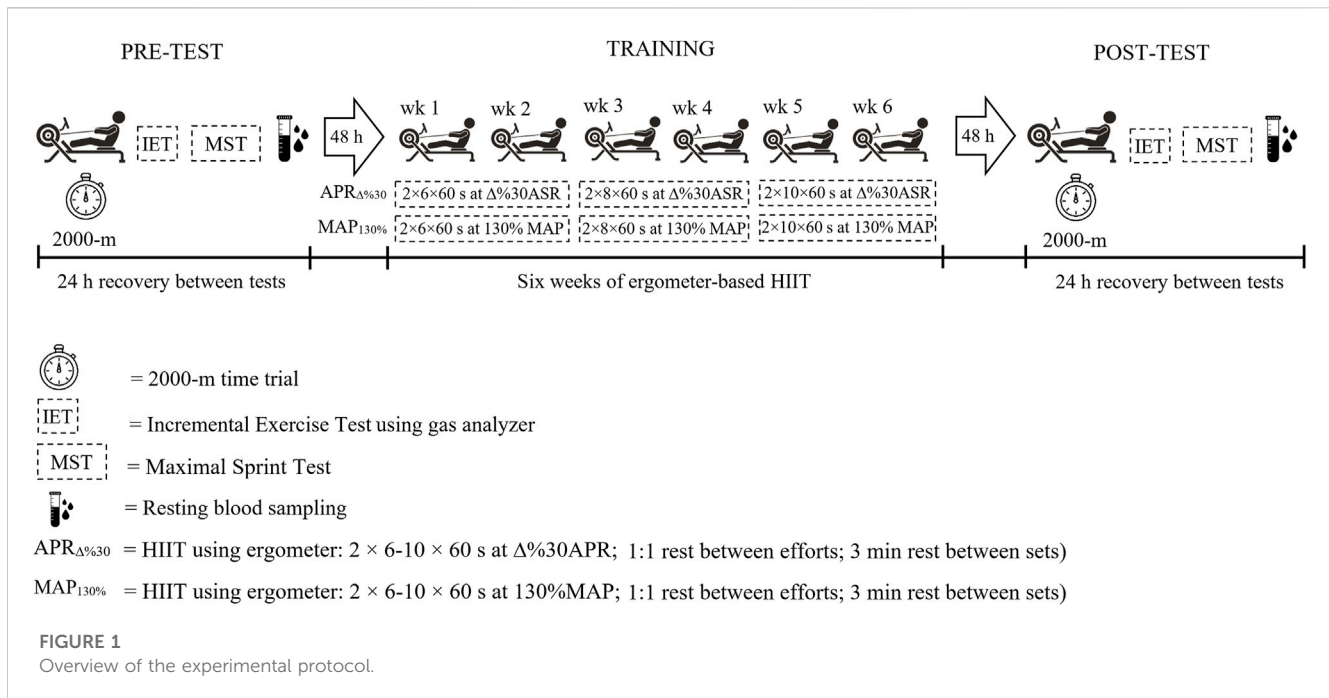 PRE-TEST
TRAINING
POST-TEST
wk 1
wk 2
wk 3
wk 4
wk 5
wk 6
IET
MST
48 h
48 h
IET
MST
APRΔ%30
2×6×60 s at Δ%30ASR
2×8×60 s at Δ%30ASR
2×10×60 s at Δ%30ASR
MAP130%
2×6×60 s at 130% MAP
2×8×60 s at 130% MAP
2×10×60 s at 130% MAP
2000-m
2000-m
24 h recovery between tests
Six weeks of ergometer-based HIIT
24 h recovery between tests
= 2000-m time trial
IET = Incremental Exercise Test using gas analyzer
MST = Maximal Sprint Test
= Resting blood sampling
APRΔ%30 = HIIT using ergometer: 2 × 6-10 × 60 s at Δ%30APR; 1:1 rest between efforts; 3 min rest between sets)
MAP130% = HIIT using ergometer: 2 × 6-10 × 60 s at 130%MAP; 1:1 rest between efforts; 3 min rest between sets)
FIGURE 1
Overview of the experimental protocol.